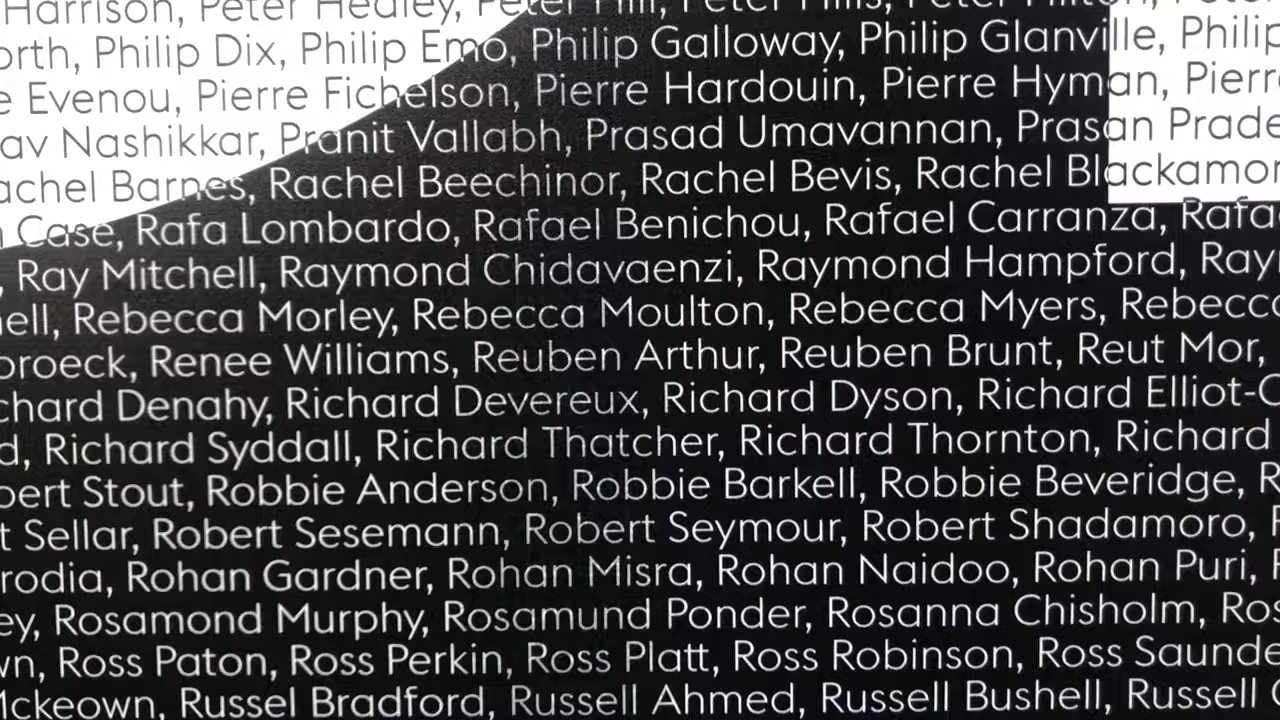 Harrison, Peter Hedley, Peter Hill, Peter Hills, Peter Hilton,
orth, Philip Dix, Philip Emo, Philip Galloway, Philip Glanville, Philip
e Evenou, Pierre Fichelson, Pierre Hardouin, Pierre Hyman, Pierre
av Nashikkar, Pranit Vallabh, Prasad Umavannan, Prasan Prade
achel Barnes, Rachel Beechinor, Rachel Bevis, Rachel Blackamor
n Case, Rafa Lombardo, Rafael Benichou, Rafael Carranza, Rafa
, Ray Mitchell, Raymond Chidavaenzi, Raymond Hampford, Ray
ell, Rebecca Morley, Rebecca Moulton, Rebecca Myers, Rebecca
broeck, Renee Williams, Reuben Arthur, Reuben Brunt, Reut Mor,
chard Denahy, Richard Devereux, Richard Dyson, Richard Elliot-C
d, Richard Syddall, Richard Thatcher, Richard Thornton, Richard
bert Stout, Robbie Anderson, Robbie Barkell, Robbie Beveridge, R
t Sellar, Robert Sesemann, Robert Seymour, Robert Shadamoro,
rodia, Rohan Gardner, Rohan Misra, Rohan Naidoo, Rohan Puri,
ey, Rosamond Murphy, Rosamund Ponder, Rosanna Chisholm, Ros
wn, Ross Paton, Ross Perkin, Ross Platt, Ross Robinson, Ross Saunde
Mckeown, Russel Bradford, Russell Ahmed, Russell Bushell, Russell